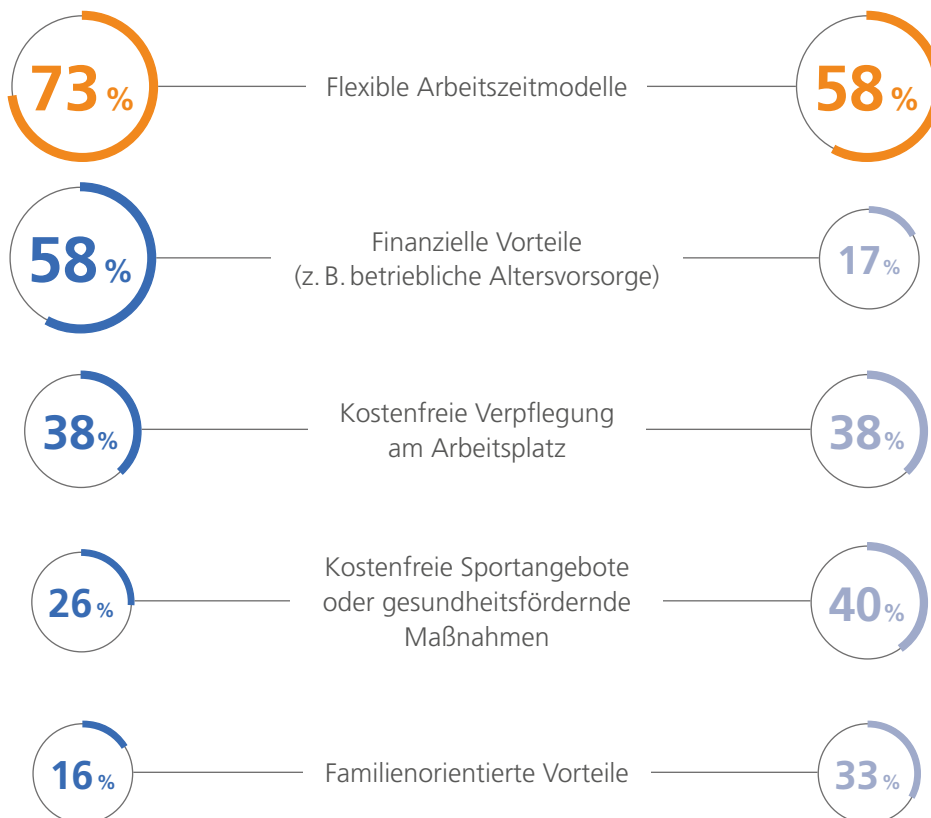 73 %
Flexible Arbeitszeitmodelle
58 %
58 %
Finanzielle Vorteile
(z. B. betriebliche Altersvorsorge)
17 %
38 %
Kostenfreie Verpflegung
am Arbeitsplatz
38 %
26 %
Kostenfreie Sportangebote
oder gesundheitsfördernde
Maßnahmen
40 %
16 %
Familienorientierte Vorteile
33 %